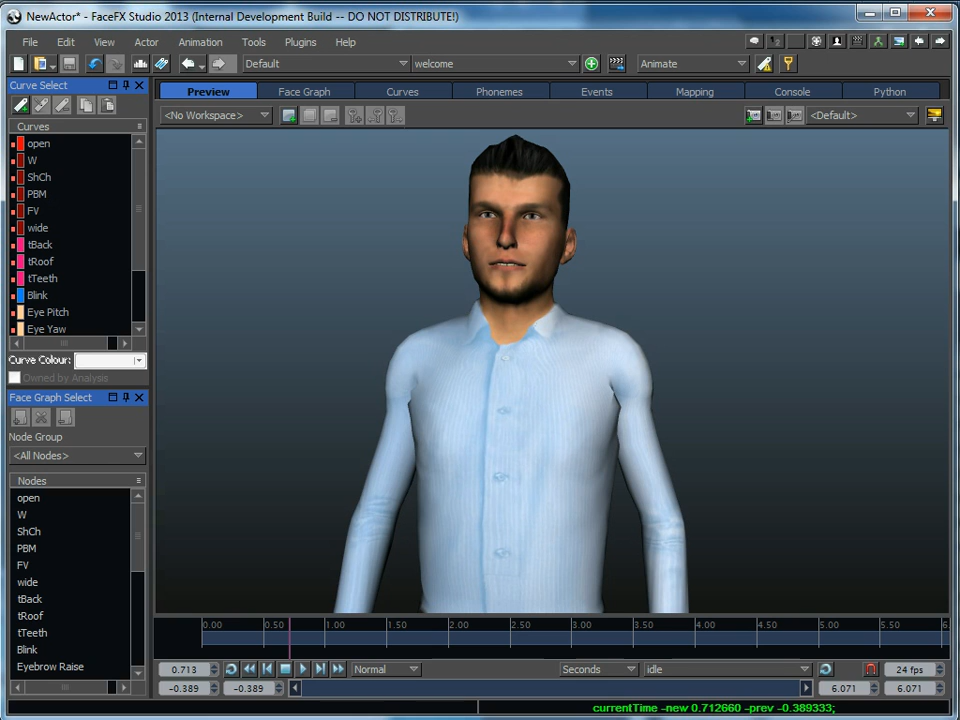 NewActor* - FaceFX Studio 2013 (Internal Development Build -- DO NOT DISTRIBUTE!)
File Edit View Actor Animation Tools Plugins Help
Default welcome Animate
Curve Select
Preview Face Graph Curves Phonemes Events Mapping Console Python
<No Workspace> <Default>
Curves
open
W
ShCh
PBM
FV
wide
tBack
tRoof
tTeeth
Blink
Eye Pitch
Eye Yaw
Curve Colour:
Owned by Analysis
Face Graph Select
Node Group
<All Nodes>
Nodes
open
W
ShCh
PBM
FV
wide
tBack
tRoof
tTeeth
Blink
Eyebrow Raise
0.00 0.50 1.00 1.50 2.00 2.50 3.00 3.50 4.00 4.50 5.00 5.50 6.
0.713 Normal Seconds idle 24 fps
-0.389 -0.389 6.071 6.071
currentTime -new 0.712660 -prev -0.389333;